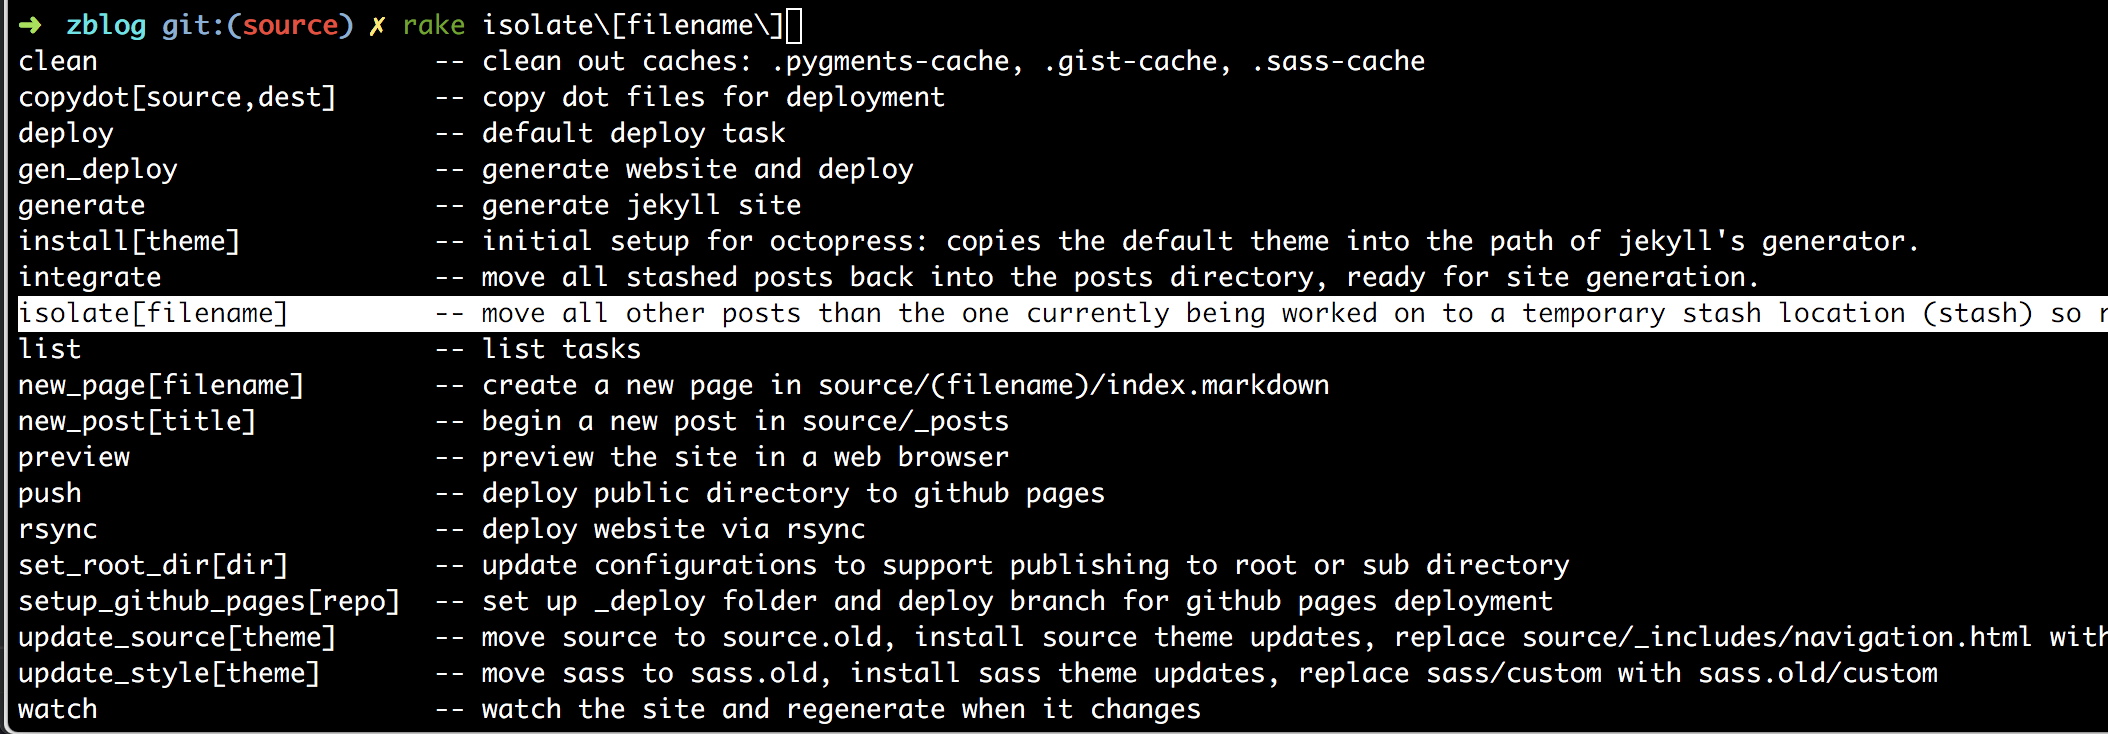 ➜  zblog git:(source) ✗ rake isolate\[filename\]
clean                     -- clean out caches: .pygments-cache, .gist-cache, .sass-cache
copydot[source,dest]      -- copy dot files for deployment
deploy                    -- default deploy task
gen_deploy                -- generate website and deploy
generate                  -- generate jekyll site
install[theme]            -- initial setup for octopress: copies the default theme into the path of jekyll's generator.
integrate                 -- move all stashed posts back into the posts directory, ready for site generation.
isolate[filename]         -- move all other posts than the one currently being worked on to a temporary stash location (stash) so
list                      -- list tasks
new_page[filename]        -- create a new page in source/(filename)/index.markdown
new_post[title]           -- begin a new post in source/_posts
preview                   -- preview the site in a web browser
push                      -- deploy public directory to github pages
rsync                     -- deploy website via rsync
set_root_dir[dir]         -- update configurations to support publishing to root or sub directory
setup_github_pages[repo]  -- set up _deploy folder and deploy branch for github pages deployment
update_source[theme]      -- move source to source.old, install source theme updates, replace source/_includes/navigation.html with
update_style[theme]       -- move sass to sass.old, install sass theme updates, replace sass/custom with sass.old/custom
watch                     -- watch the site and regenerate when it changes